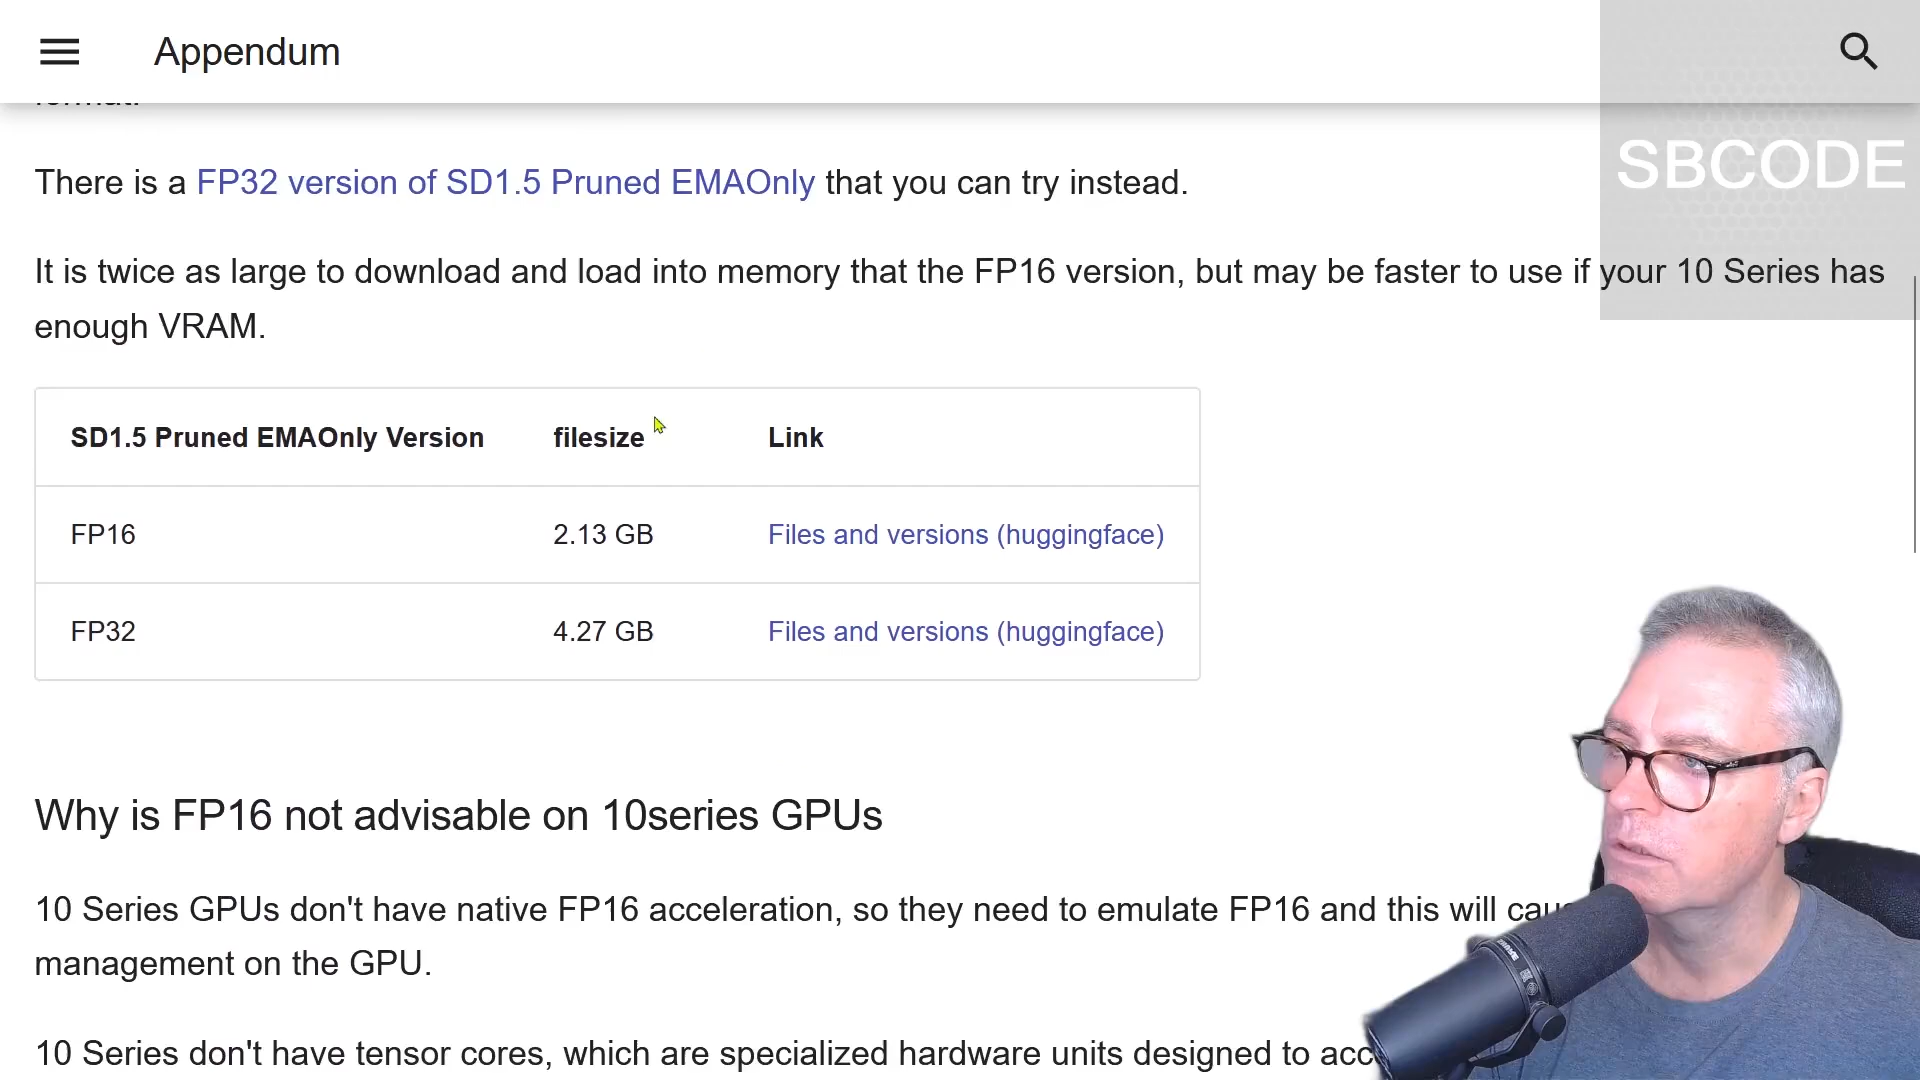 Appendum
SBCODE
There is a FP32 version of SD1.5 Pruned EMAOnly that you can try instead.
It is twice as large to download and load into memory that the FP16 version, but may be faster to use if your 10 Series has
enough VRAM.
SD1.5 Pruned EMAOnly Version filesize Link
FP16 2.13 GB Files and versions (huggingface)
FP32 4.27 GB Files and versions (huggingface)
Why is FP16 not advisable on 10series GPUs
10 Series GPUs don't have native FP16 acceleration, so they need to emulate FP16 and this will
management on the GPU.
10 Series don't have tensor cores, which are specialized hardware units designed to